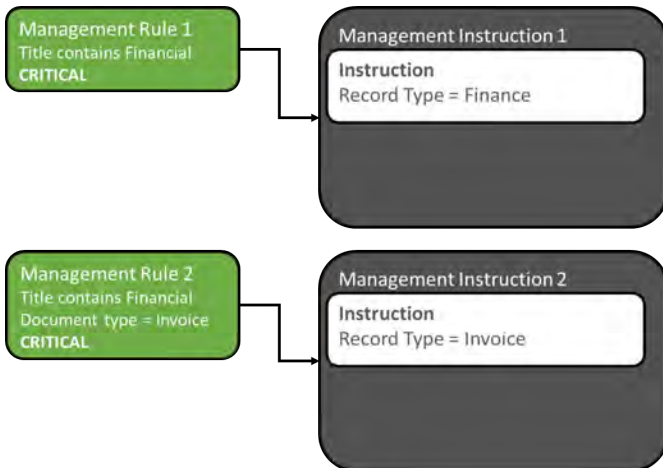 Management Rule 1
Title contains Financial
CRITICAL
Management Instruction 1
Instruction
Record Type = Finance
Management Rule 2
Title contains Financial
Document type = Invoice
CRITICAL
Management Instruction 2
Instruction
Record Type = Invoice